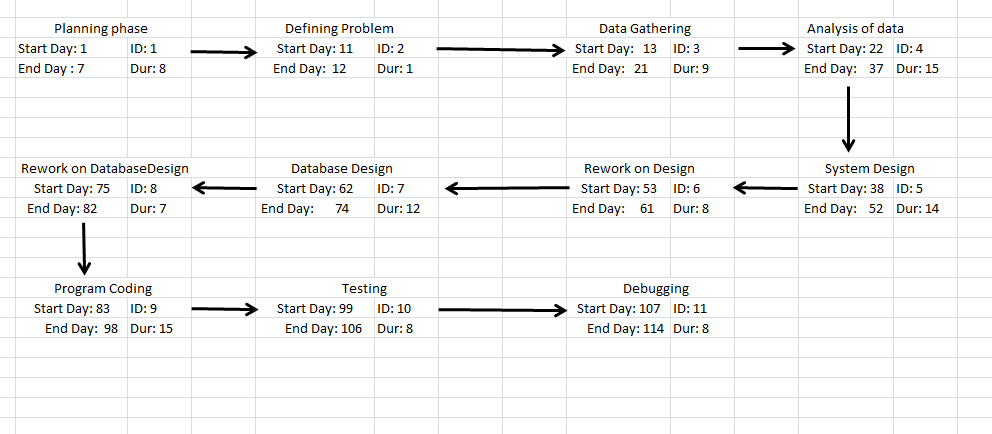 Planning phase
Start Day: 1 ID: 1
End Day : 7 Dur: 8
Defining Problem
Start Day: 11 ID: 2
End Day: 12 Dur: 1
Data Gathering
Start Day: 13 ID: 3
End Day: 21 Dur: 9
Analysis of data
Start Day: 22 ID: 4
End Day: 37 Dur: 15
System Design
Start Day: 38 ID: 5
End Day: 52 Dur: 14
Rework on Design
Start Day: 53 ID: 6
End Day: 61 Dur: 8
Database Design
Start Day: 62 ID: 7
End Day: 74 Dur: 12
Rework on DatabaseDesign
Start Day: 75 ID: 8
End Day: 82 Dur: 7
Program Coding
Start Day: 83 ID: 9
End Day: 98 Dur: 15
Testing
Start Day: 99 ID: 10
End Day: 106 Dur: 8
Debugging
Start Day: 107 ID: 11
End Day: 114 Dur: 8